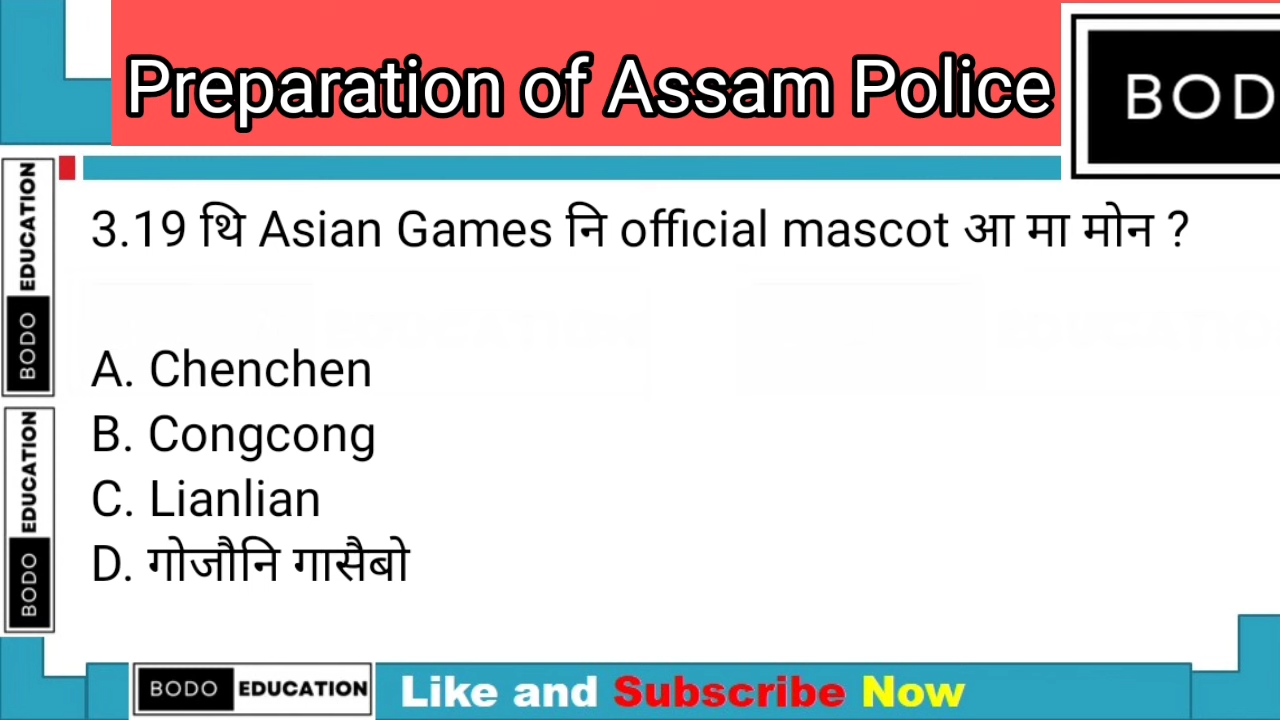 Preparation of Assam Police
BOD
BODO EDUCATION
BODO EDUCATION
3.19 थि Asian Games नि official mascot आ मा मोन ?
A. Chenchen
B. Congcong
C. Lianlian
D. गोजौनि गासैबो
BODO EDUCATION
Like and Subscribe Now